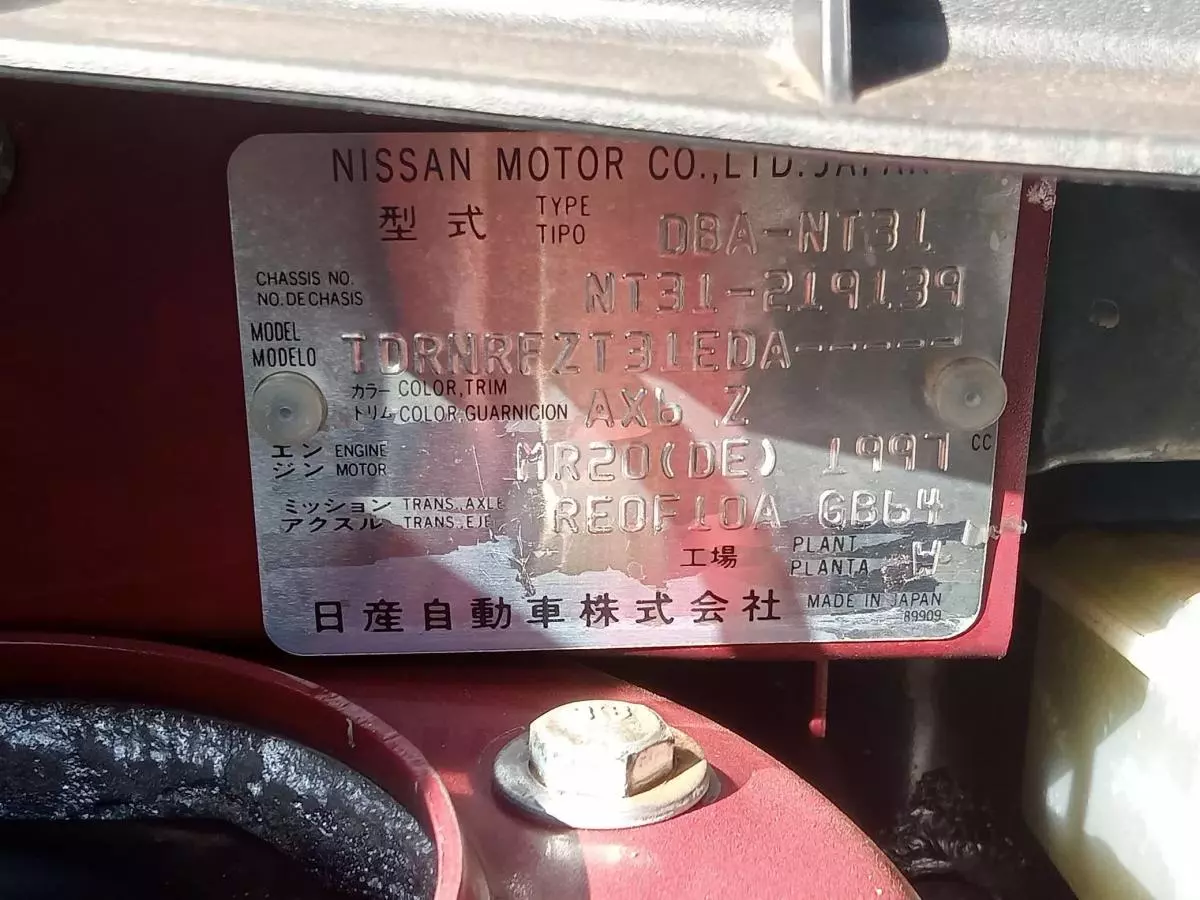 NISSAN MOTOR CO.,LTD. JAPAN
型式 TYPE TIPO DBA-NT31
CHASSIS NO. NO. DE CHASIS NT31-219139
MODEL MODELO TDRNRFZT31EDA-----
カラー COLOR,TRIM
トリム COLOR,GUARNICION AX6 Z
エン ENGINE
ジン MOTOR MR20(DE) 1997 CC
ミッション TRANS.,AXLE
アクスル TRANS.,EJE RE0F10A GB64
工場 PLANT PLANTA W
日産自動車株式会社 MADE IN JAPAN
89909